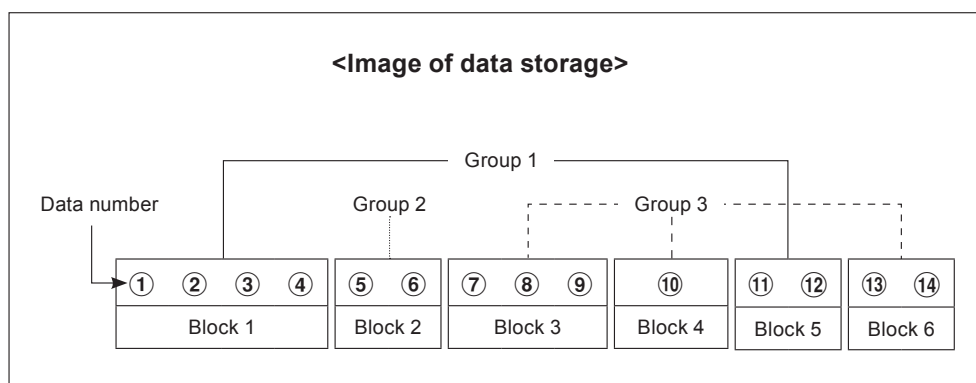 <Image of data storage>
Group 1
Data number
Group 2
Group 3
① ② ③ ④ ⑤ ⑥ ⑦ ⑧ ⑨ ⑩ ⑪ ⑫ ⑬ ⑭
Block 1 Block 2 Block 3 Block 4 Block 5 Block 6